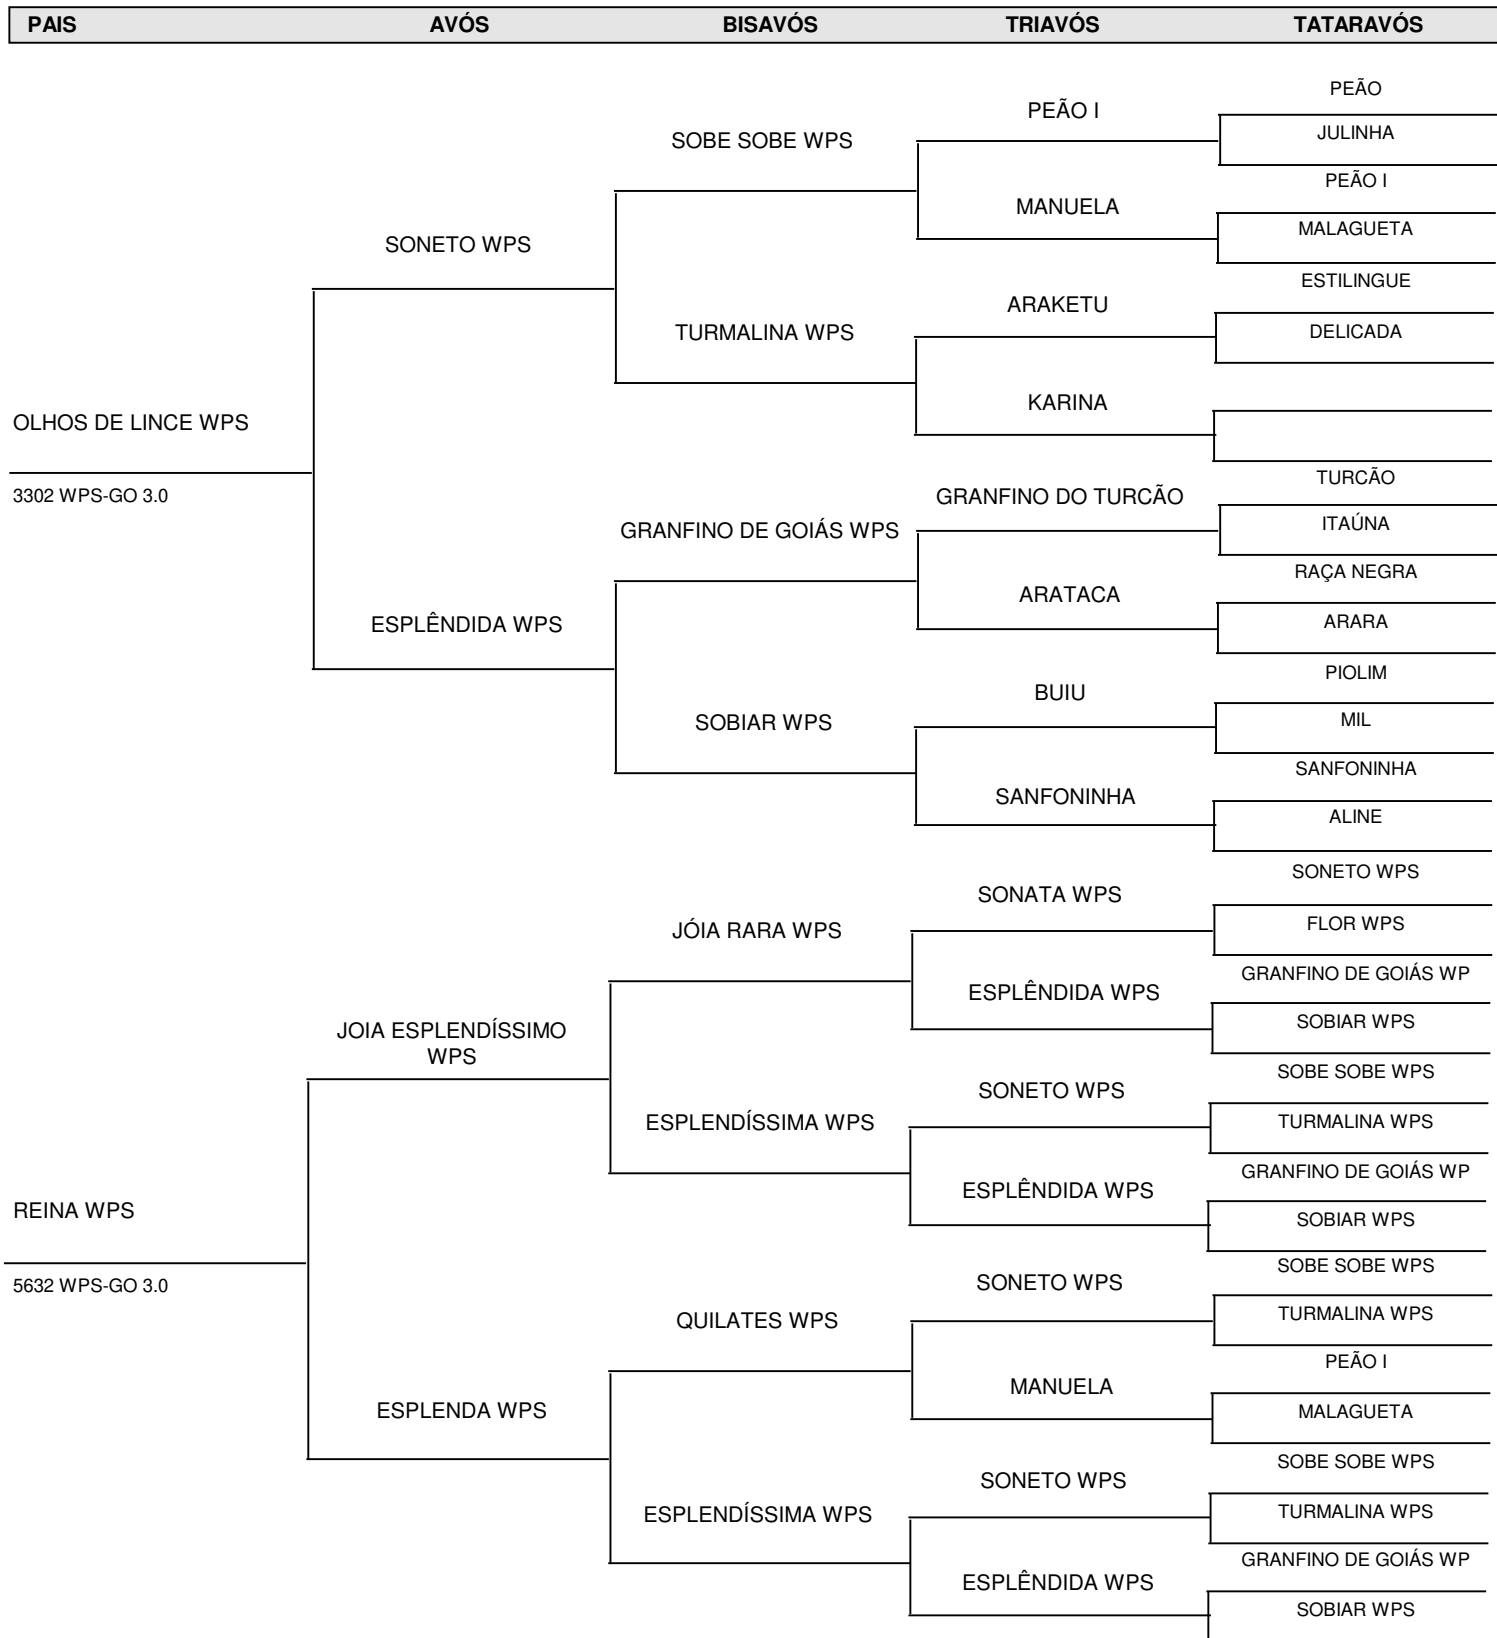 PAIS AVÓS BISAVÓS TRIAVÓS TATARAVÓS
PEÃO
PEÃO I
JULINHA
SOBE SOBE WPS
PEÃO I
MANUELA
MALAGUETA
SONETO WPS
ESTILINGUE
ARAKETU
TURMALINA WPS
DELICADA
KARINA
OLHOS DE LINCE WPS
TURCÃO
3302 WPS-GO 3.0
GRANFINO DO TURCÃO
ITAÚNA
GRANFINO DE GOIÁS WPS
RAÇA NEGRA
ARATACA
ARARA
ESPLÊNDIDA WPS
PIOLIM
BUIU
MIL
SOBIAR WPS
SANFONINHA
SANFONINHA
ALINE
SONETO WPS
SONATA WPS
FLOR WPS
JÓIA RARA WPS
GRANFINO DE GOIÁS WP
ESPLÊNDIDA WPS
SOBIAR WPS
JOIA ESPLENDÍSSIMO
WPS
SOBE SOBE WPS
SONETO WPS
ESPLENDÍSSIMA WPS
TURMALINA WPS
GRANFINO DE GOIÁS WP
ESPLÊNDIDA WPS
REINA WPS
SOBIAR WPS
SOBE SOBE WPS
5632 WPS-GO 3.0
SONETO WPS
QUILATES WPS
TURMALINA WPS
PEÃO I
MANUELA
ESPLENDA WPS
MALAGUETA
SOBE SOBE WPS
SONETO WPS
ESPLENDÍSSIMA WPS
TURMALINA WPS
GRANFINO DE GOIÁS WP
ESPLÊNDIDA WPS
SOBIAR WPS